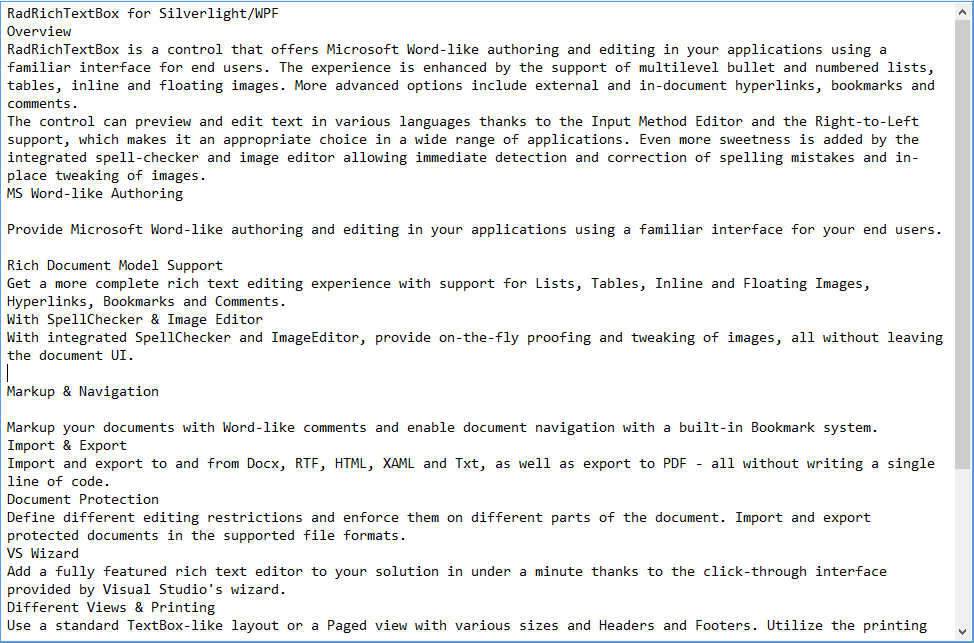 RadRichTextBox for Silverlight/WPF
Overview
RadRichTextBox is a control that offers Microsoft Word-like authoring and editing in your applications using a
familiar interface for end users. The experience is enhanced by the support of multilevel bullet and numbered lists,
tables, inline and floating images. More advanced options include external and in-document hyperlinks, bookmarks and
comments.
The control can preview and edit text in various languages thanks to the Input Method Editor and the Right-to-Left
support, which makes it an appropriate choice in a wide range of applications. Even more sweetness is added by the
integrated spell-checker and image editor allowing immediate detection and correction of spelling mistakes and in-
place tweaking of images.
MS Word-like Authoring
Provide Microsoft Word-like authoring and editing in your applications using a familiar interface for your end users.
Rich Document Model Support
Get a more complete rich text editing experience with support for Lists, Tables, Inline and Floating Images,
Hyperlinks, Bookmarks and Comments.
With SpellChecker & Image Editor
With integrated SpellChecker and ImageEditor, provide on-the-fly proofing and tweaking of images, all without leaving
the document UI.
Markup & Navigation
Markup your documents with Word-like comments and enable document navigation with a built-in Bookmark system.
Import & Export
Import and export to and from Docx, RTF, HTML, XAML and Txt, as well as export to PDF - all without writing a single
line of code.
Document Protection
Define different editing restrictions and enforce them on different parts of the document. Import and export
protected documents in the supported file formats.
VS Wizard
Add a fully featured rich text editor to your solution in under a minute thanks to the click-through interface
provided by Visual Studio's wizard.
Different Views & Printing
Use a standard TextBox-like layout or a Paged view with various sizes and Headers and Footers. Utilize the printing